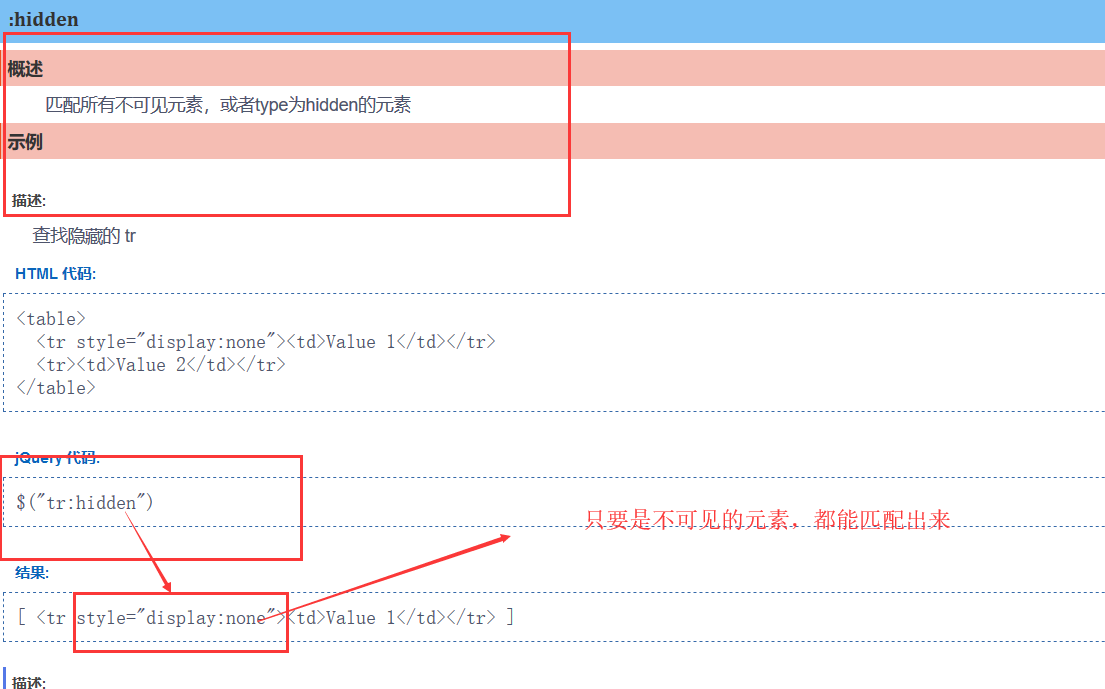 :hidden
概述
匹配所有不可见元素，或者type为hidden的元素
示例
描述:
查找隐藏的 tr
HTML 代码:
<table>
  <tr style="display:none"><td>Value 1</td></tr>
  <tr><td>Value 2</td></tr>
</table>
jQuery 代码:
$("tr:hidden")
只要是不可见的元素，都能匹配出来
结果:
[ <tr style="display:none"><td>Value 1</td></tr> ]
描述: